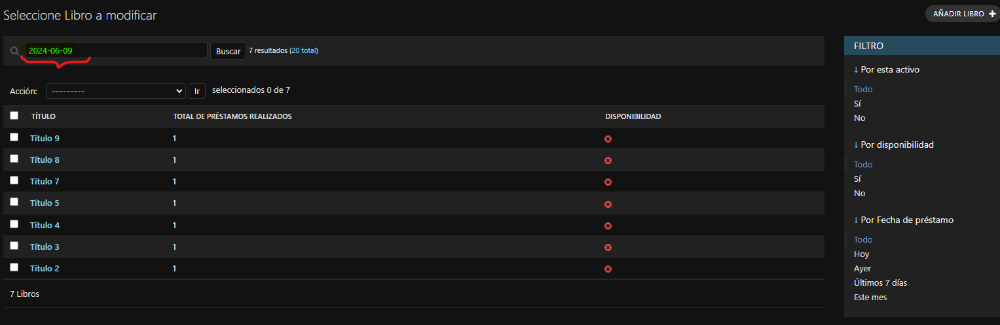 Seleccione Libro a modificar
AÑADIR LIBRO +
2024-06-09 Buscar 7 resultados (20 total)
Acción: --------- Ir seleccionados 0 de 7
TÍTULO TOTAL DE PRÉSTAMOS REALIZADOS DISPONIBILIDAD
Título 9 1
Título 8 1
Título 7 1
Título 5 1
Título 4 1
Título 3 1
Título 2 1
7 Libros
FILTRO
↓ Por esta activo
Todo
Sí
No
↓ Por disponibilidad
Todo
Sí
No
↓ Por Fecha de préstamo
Todo
Hoy
Ayer
Últimos 7 días
Este mes